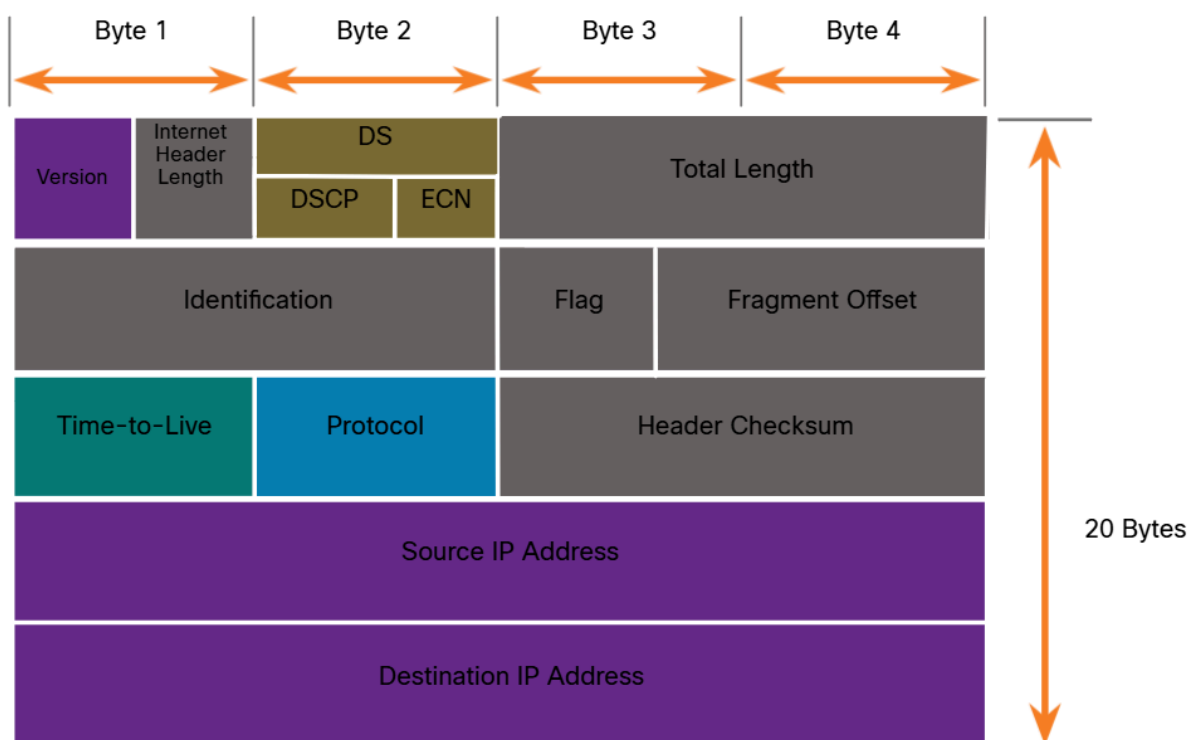 Byte 1
Byte 2
Byte 3
Byte 4
Version
Internet
Header
Length
DS
DSCP
ECN
Total Length
Identification
Flag
Fragment Offset
Time-to-Live
Protocol
Header Checksum
Source IP Address
20 Bytes
Destination IP Address